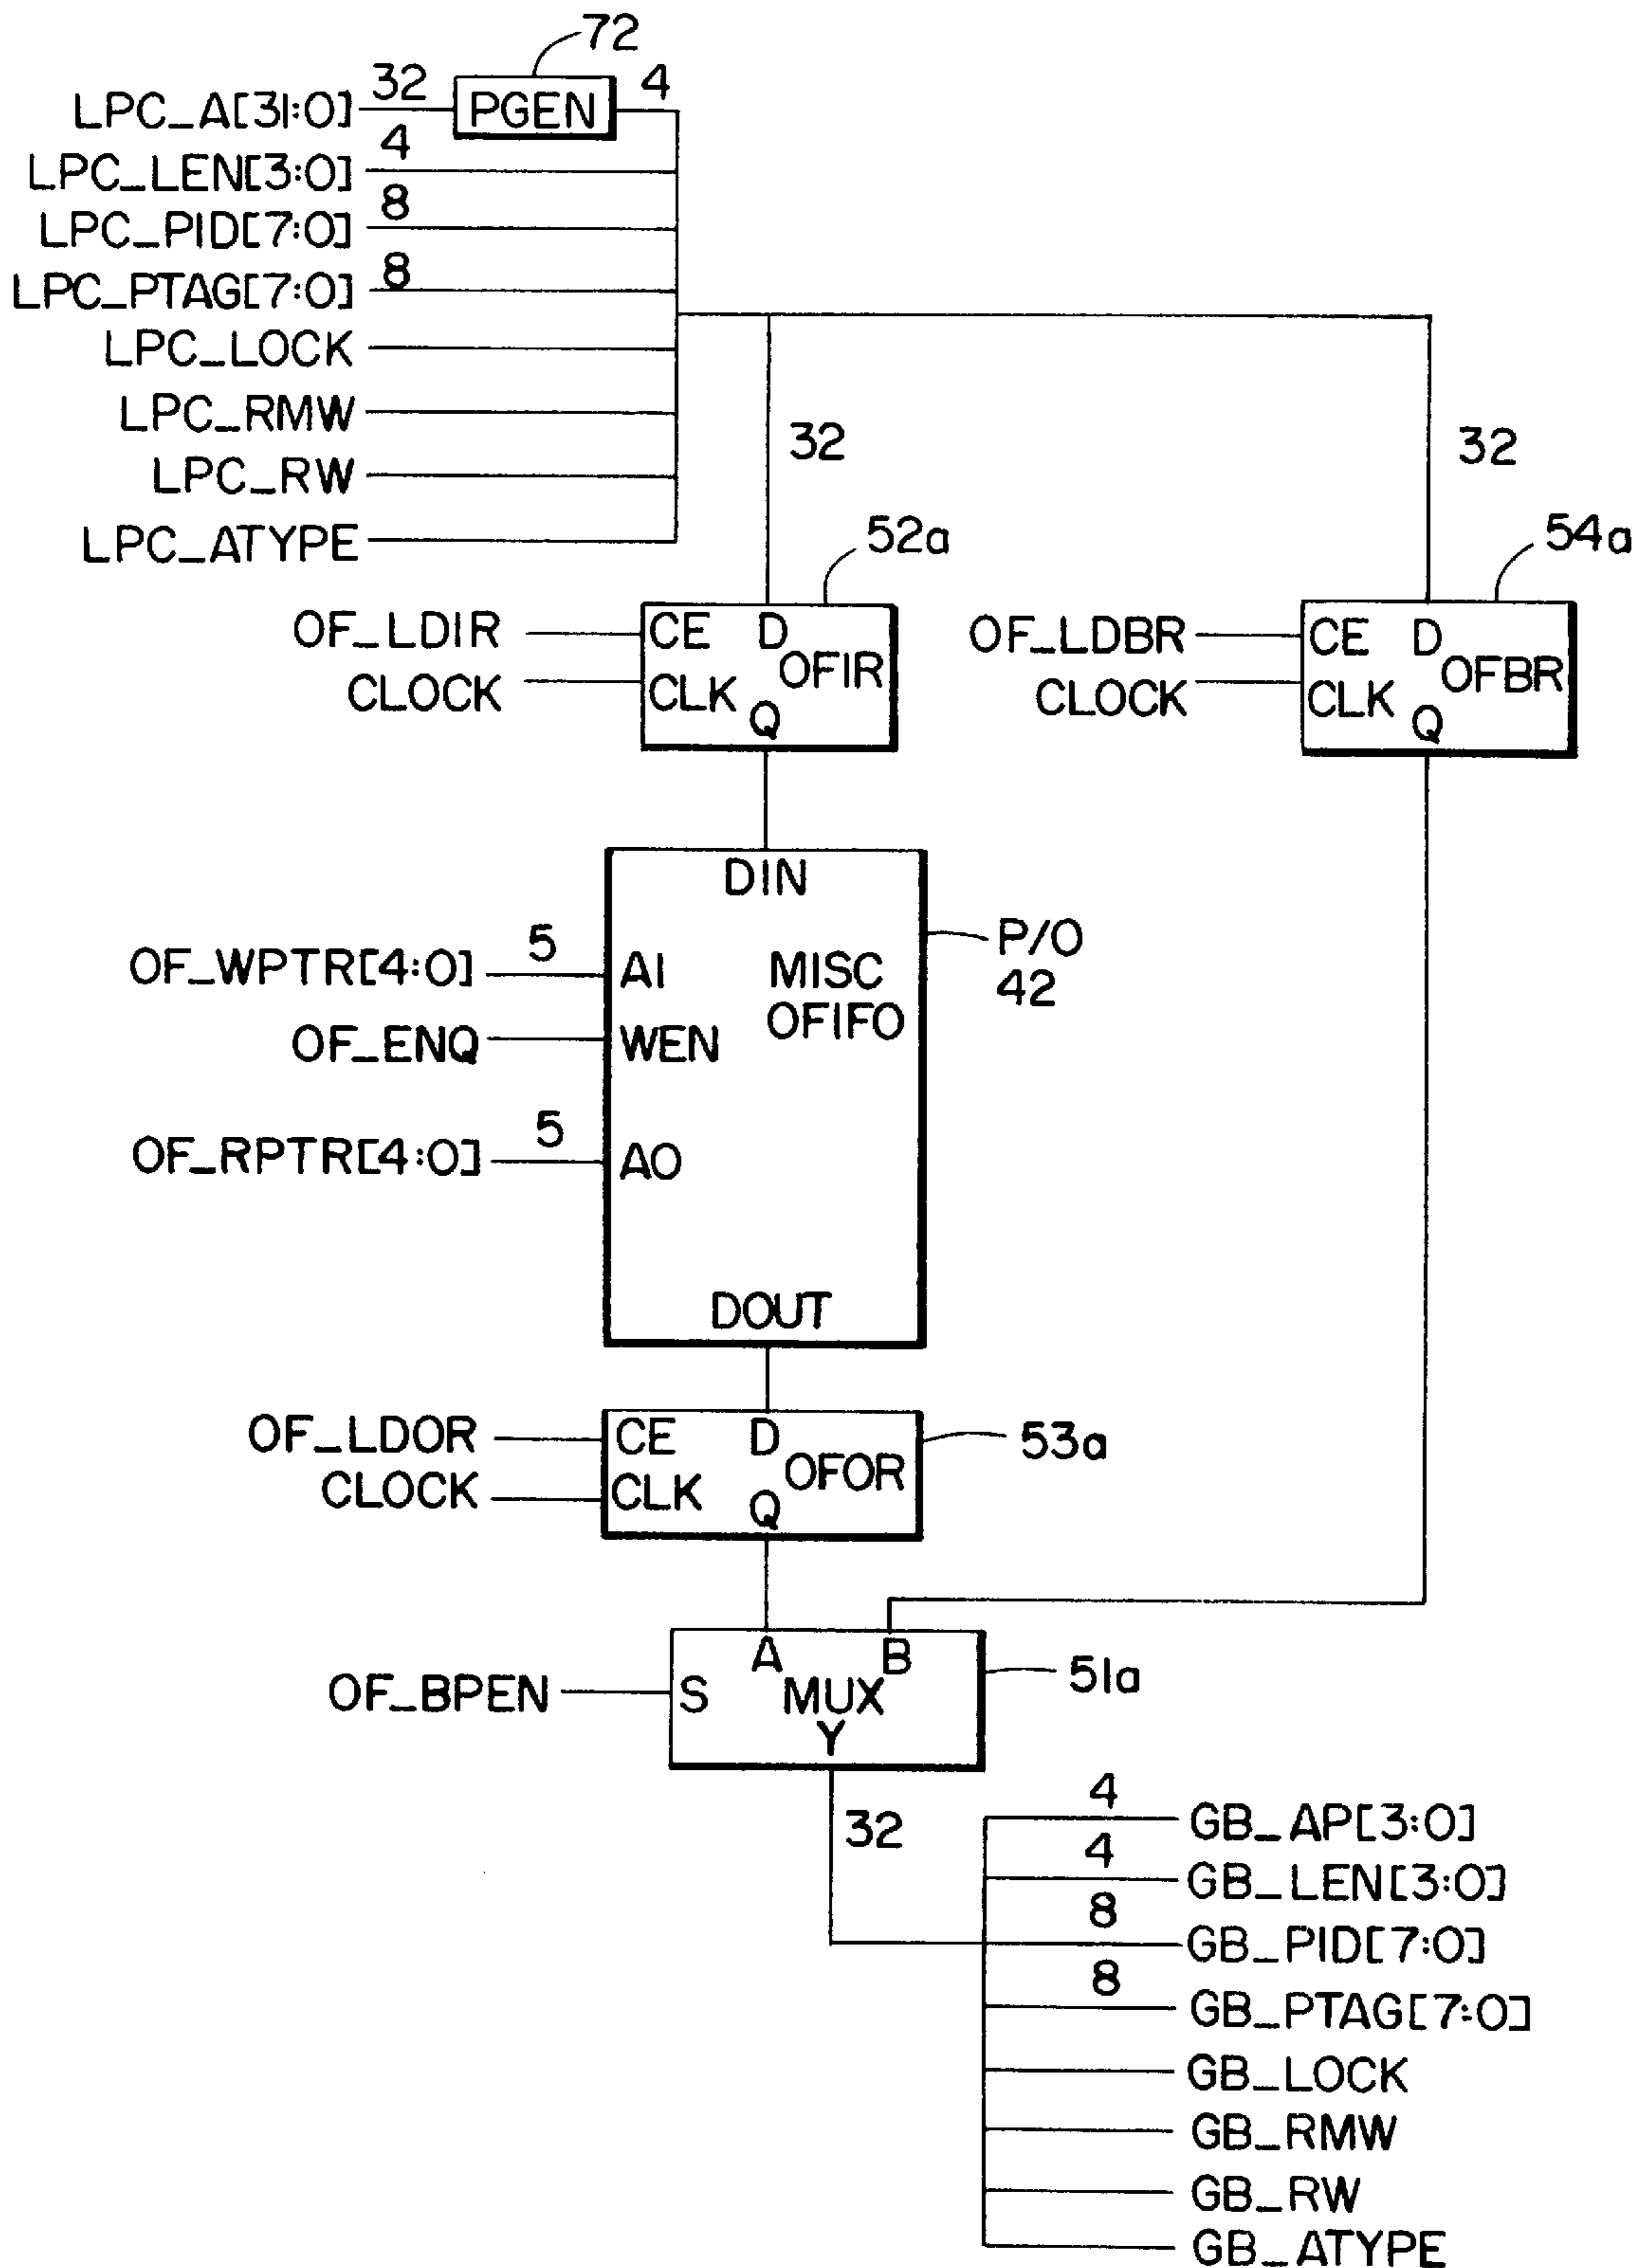 72
LPC_A[31:0] 32 PGEN 4
LPC_LEN[3:0] 4
LPC_PID[7:0] 8
LPC_PTAG[7:0] 8
LPC_LOCK
LPC_RMW
32 32
LPC_RW
LPC_ATYPE
52a 54a
OF_LDIR CE D OFIR
CLOCK CLK Q
OF_LDBR CE D OFBR
CLOCK CLK Q
DIN
P/O 42
OF_WPTR[4:0] 5 AI MISC OFIFO
OF_ENQ WEN
OF_RPTR[4:0] 5 AO
DOUT
OF_LDOR CE D OFOR 53a
CLOCK CLK Q
A B
OF_BPEN S MUX 51a
Y
32
4 GB_AP[3:0]
4 GB_LEN[3:0]
8 GB_PID[7:0]
8 GB_PTAG[7:0]
GB_LOCK
GB_RMW
GB_RW
GB_ATYPE